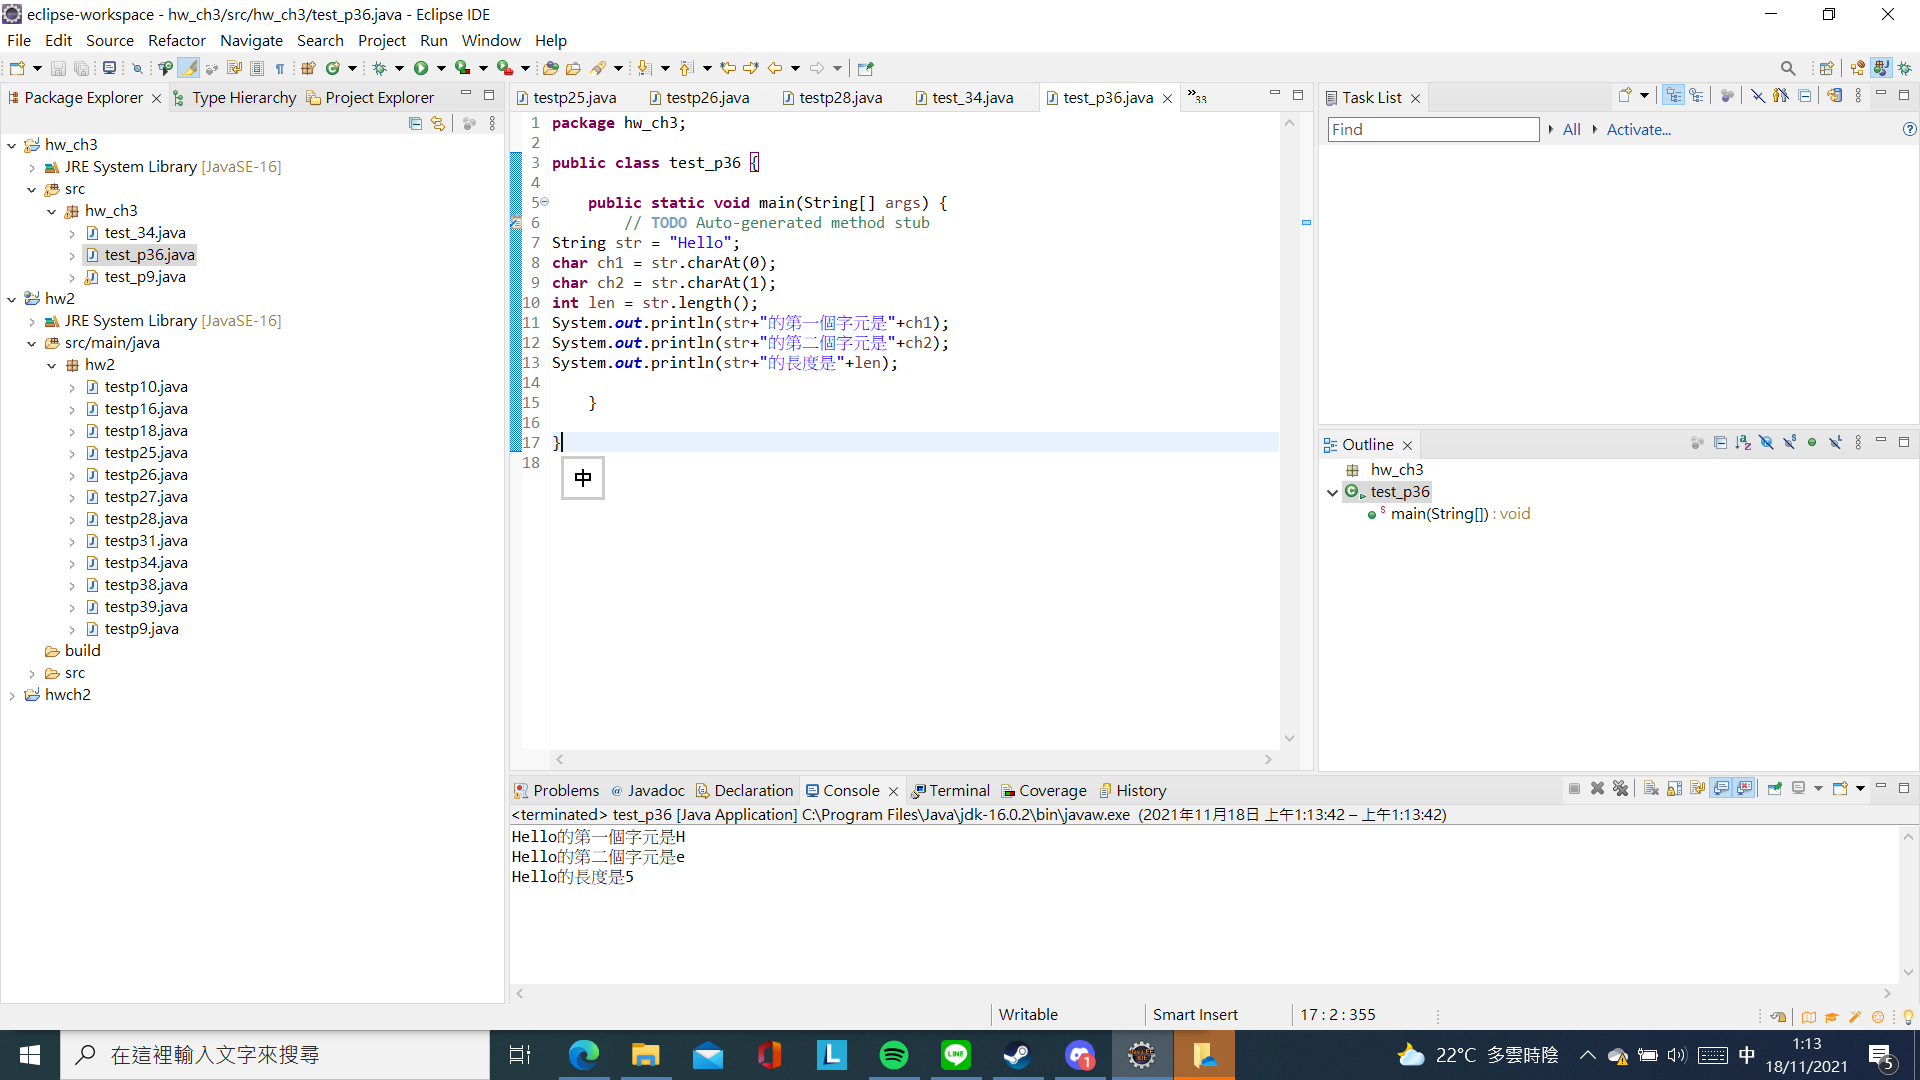 eclipse-workspace - hw_ch3/src/hw_ch3/test_p36.java - Eclipse IDE
File Edit Source Refactor Navigate Search Project Run Window Help
Package Explorer Type Hierarchy Project Explorer
hw_ch3
JRE System Library [JavaSE-16]
src
hw_ch3
test_34.java
test_p36.java
test_p9.java
hw2
JRE System Library [JavaSE-16]
src/main/java
hw2
testp10.java
testp16.java
testp18.java
testp25.java
testp26.java
testp27.java
testp28.java
testp31.java
testp34.java
testp38.java
testp39.java
testp9.java
build
src
hwch2
testp25.java testp26.java testp28.java test_34.java test_p36.java »33
1 package hw_ch3;
2
3 public class test_p36 {
4
5 public static void main(String[] args) {
6 // TODO Auto-generated method stub
7 String str = "Hello";
8 char ch1 = str.charAt(0);
9 char ch2 = str.charAt(1);
10 int len = str.length();
11 System.out.println(str+"的第一個字元是"+ch1);
12 System.out.println(str+"的第二個字元是"+ch2);
13 System.out.println(str+"的長度是"+len);
14
15 }
16
17 }
18
中
Task List
Find All Activate...
Outline
hw_ch3
test_p36
main(String[]) : void
Problems Javadoc Declaration Console Terminal Coverage History
<terminated> test_p36 [Java Application] C:\Program Files\Java\jdk-16.0.2\bin\javaw.exe (2021年11月18日 上午1:13:42 – 上午1:13:42)
Hello的第一個字元是H
Hello的第二個字元是e
Hello的長度是5
Writable Smart Insert 17 : 2 : 355
在這裡輸入文字來搜尋
22°C 多雲時陰 中 1:13
18/11/2021
5